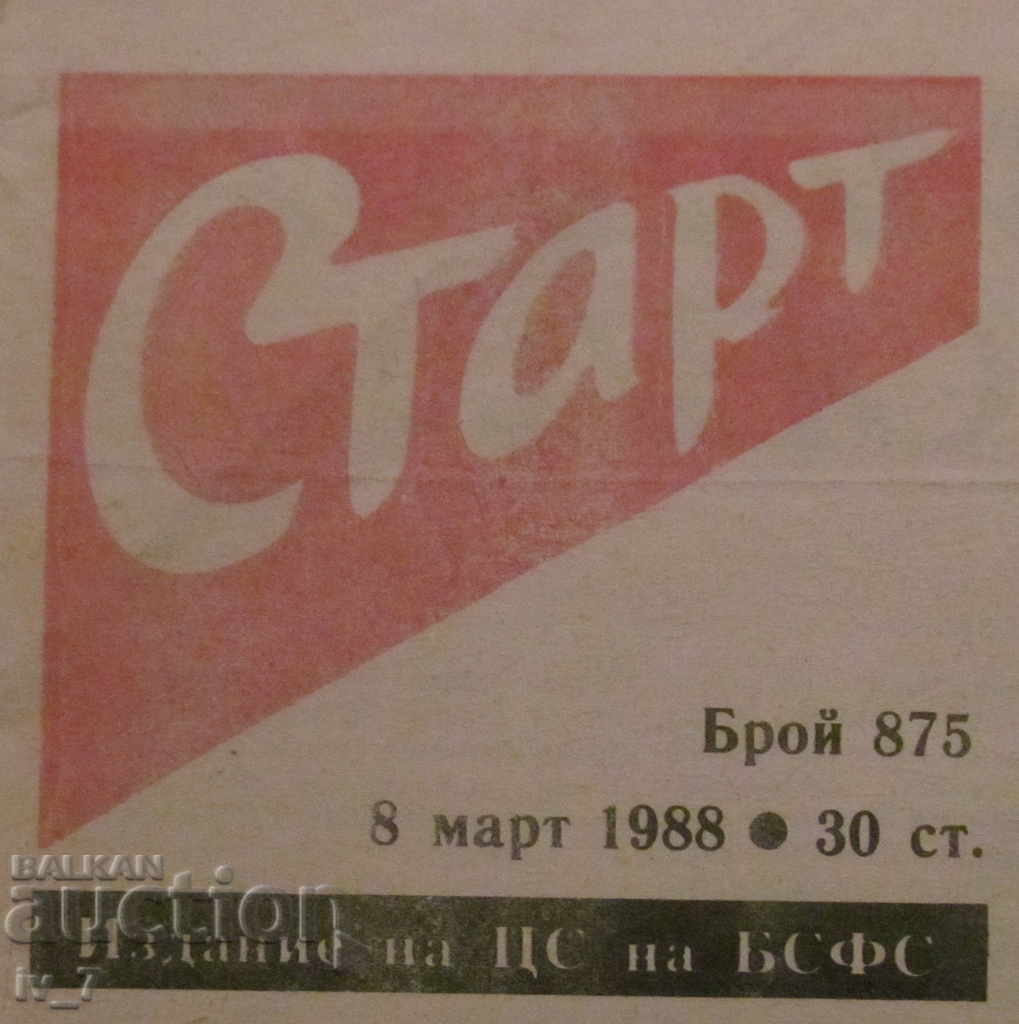 Старт
Брой 875
8 март 1988 ● 30 ст.
BALKAN
auction
Издание на ЦС на БСФС
iv_7